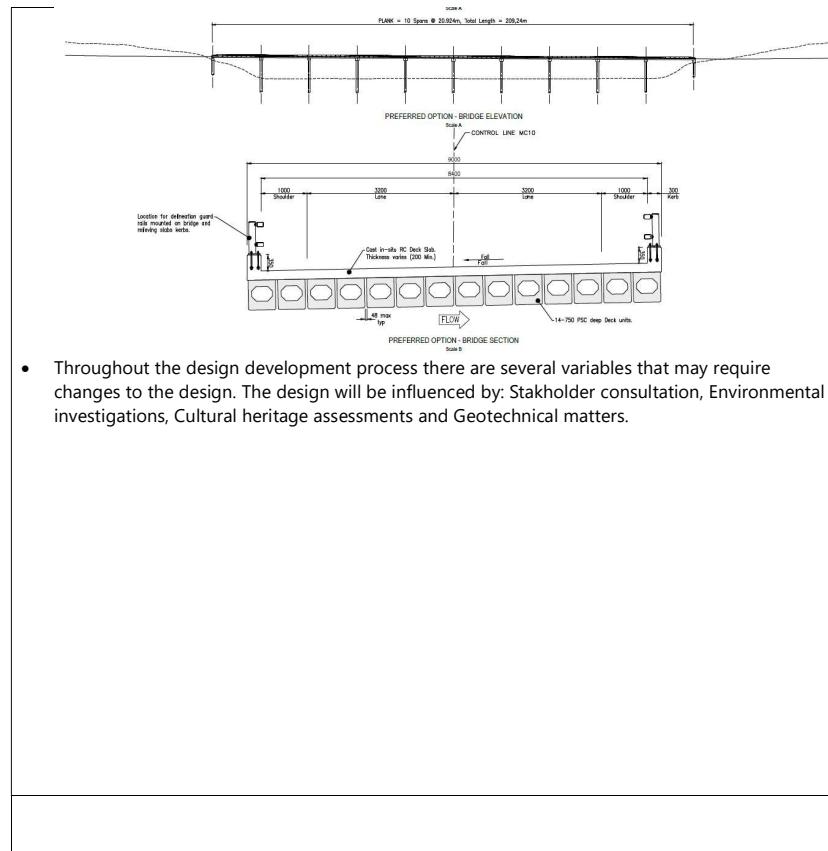 Scale A
PLANK = 10 Spans @ 20.924m, Total Length = 209,24m
PREFERRED OPTION - BRIDGE ELEVATION
Scale A
CONTROL LINE MC10
9000
8400
1000
Shoulder
3200
Lane
3200
Lane
1000
Shoulder
300
Kerb
Location for delineation guard
rails mounted on bridge and
relieving slabs kerbs.
350
350
Cast in-situ RC Deck Slab.
Thickness varies (200 Min.)
Fall
Fall
48 max
typ
FLOW
14-750 PSC deep Deck units.
PREFERRED OPTION - BRIDGE SECTION
Scale B
• Throughout the design development process there are several variables that may require
changes to the design. The design will be influenced by: Stakholder consultation, Environmental
investigations, Cultural heritage assessments and Geotechnical matters.